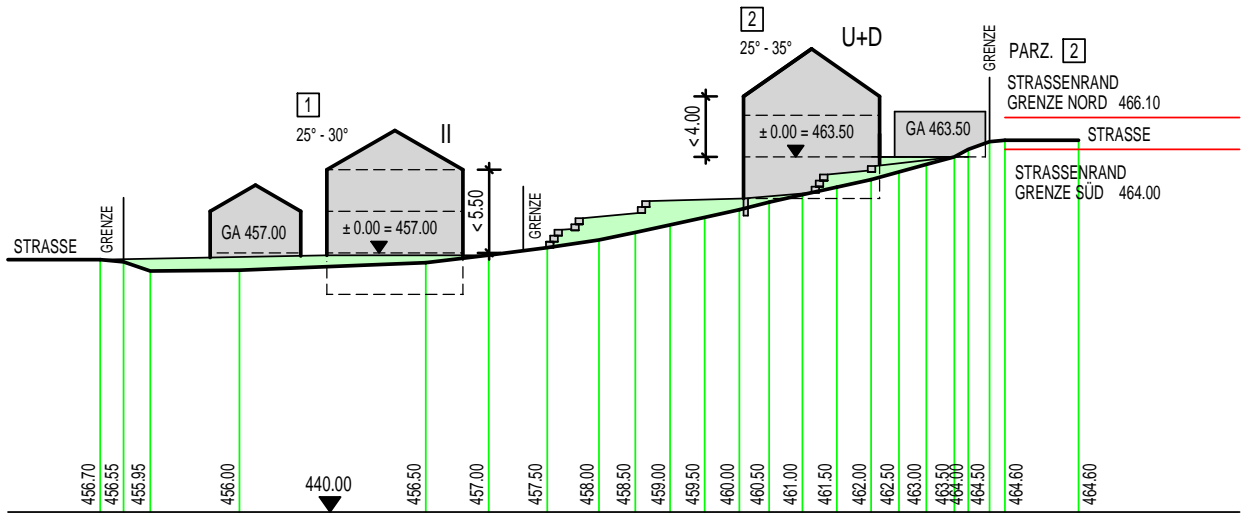 2
25° - 35°
U+D
GRENZE
PARZ. 2
STRASSENRAND
GRENZE NORD 466.10
1
25° - 30°
II
< 4.00
± 0.00 = 463.50
GA 463.50
STRASSE
STRASSENRAND
GRENZE SÜD 464.00
STRASSE
GRENZE
GA 457.00
± 0.00 = 457.00
< 5.50
GRENZE
456.70
456.55
455.95
456.00
440.00
456.50
457.00
457.50
458.00
458.50
459.00
459.50
460.00
460.50
461.00
461.50
462.00
462.50
463.00
463.50
464.00
464.50
464.60
464.60